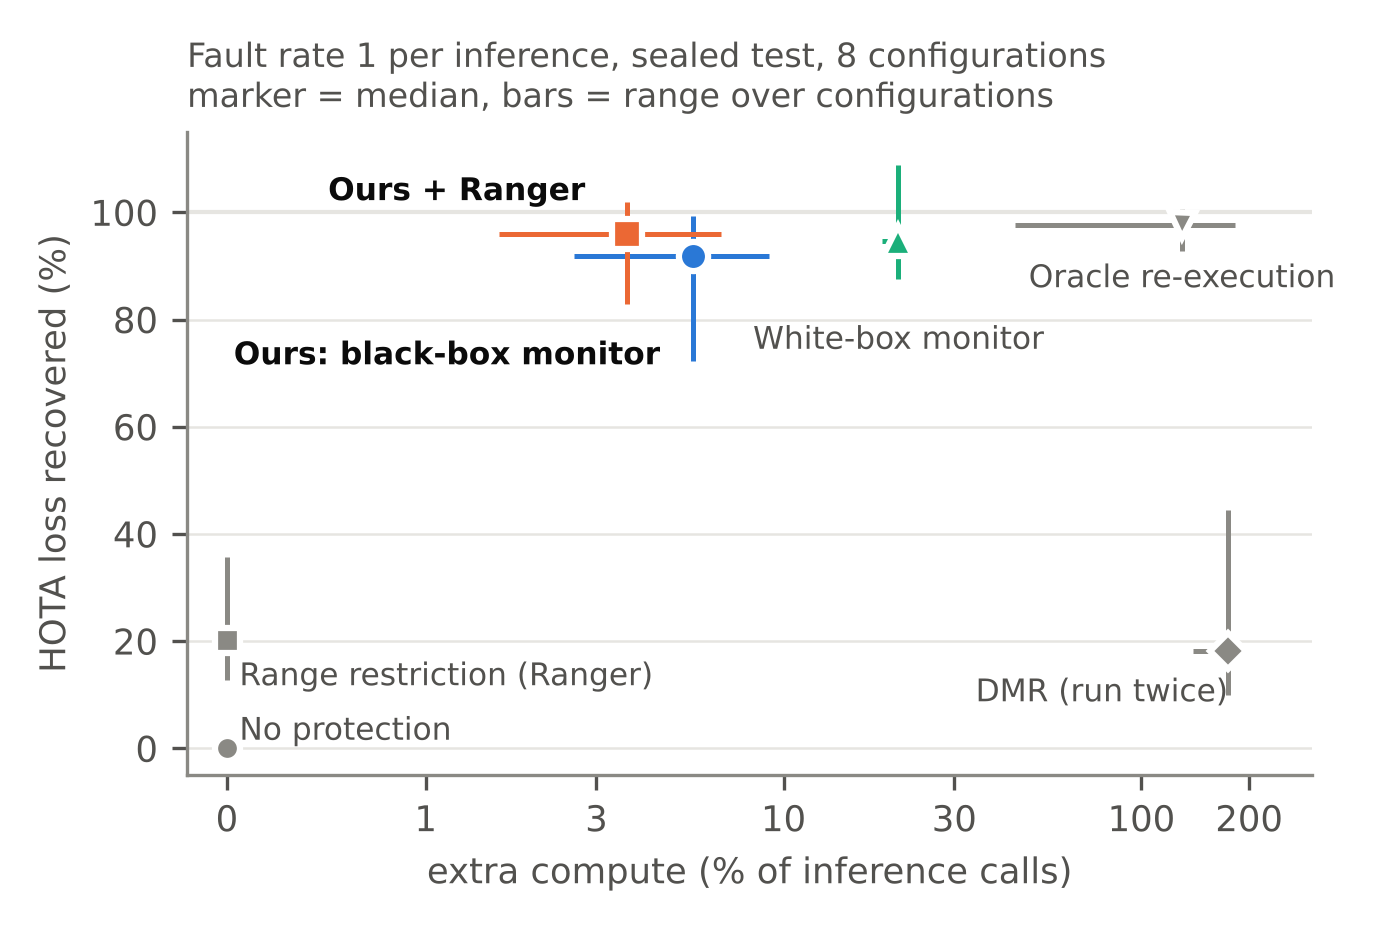 Fault rate 1 per inference, sealed test, 8 configurations
marker = median, bars = range over configurations
HOTA loss recovered (%)
100
80
60
40
20
0
Ours + Ranger
Oracle re-execution
White-box monitor
Ours: black-box monitor
Range restriction (Ranger)
DMR (run twice)
No protection
0 1 3 10 30 100 200
extra compute (% of inference calls)